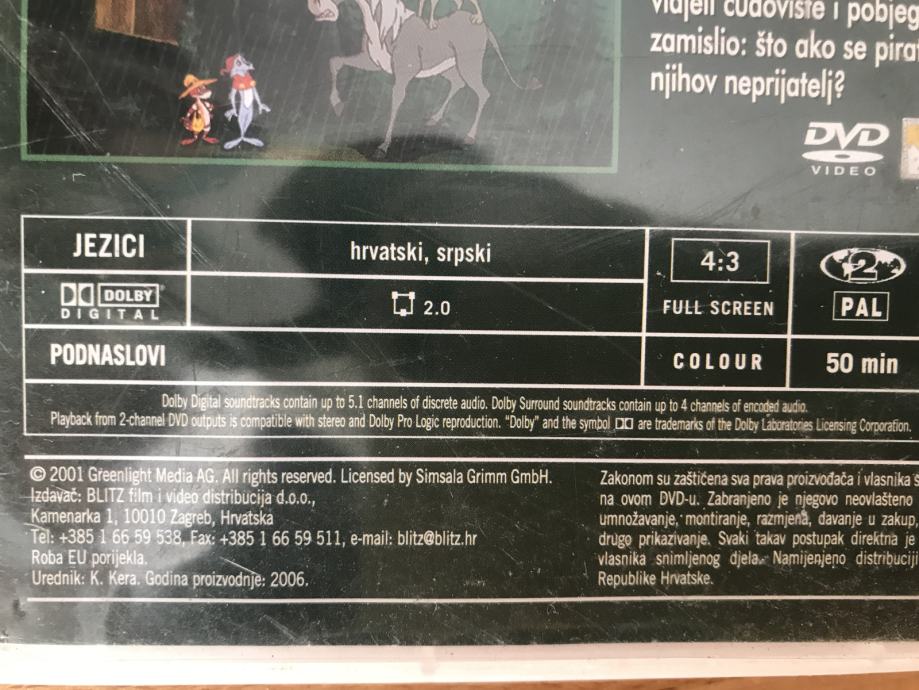 vidjeli čudovište i
zamislio: što ako se
njihov neprijatelj?
DVD
VIDEO
JEZICI
hrvatski, srpski
4:3
2
DOLBY
DIGITAL
2.0
FULL SCREEN
PAL
PODNASLOVI
COLOUR
50 min
Dolby Digital soundtracks contain up to 5.1 channels of discrete audio. Dolby Surround soundtracks contain up to 4 channels of encoded audio.
Playback from 2-channel DVD outputs is compatible with stereo and Dolby Pro Logic reproduction. "Dolby" and the symbol are trademarks of the Dolby Laboratories Licensing Corporation.
© 2001 Greenlight Media AG. All rights reserved. Licensed by Simsala Grimm GmbH.
Izdavač: BLITZ film i video distribucija d.o.o.,
Kamenarka 1, 10010 Zagreb, Hrvatska
Tel: +385 1 66 59 538, Fax: +385 1 66 59 511, e-mail: blitz@blitz.hr
Roba EU porijekla.
Urednik: K. Kera. Godina proizvodnje: 2006.
Zakonom su zaštićena sva prava proizvođača i vlasnika
na ovom DVD-u. Zabranjeno je njegovo neovlašteno
umnožavanje, montiranje, razmjena, davanje u zakup,
drugo prikazivanje. Svaki takav postupak direktna je
vlasnika snimljenog djela. Namijenjeno distribuciji
Republike Hrvatske.